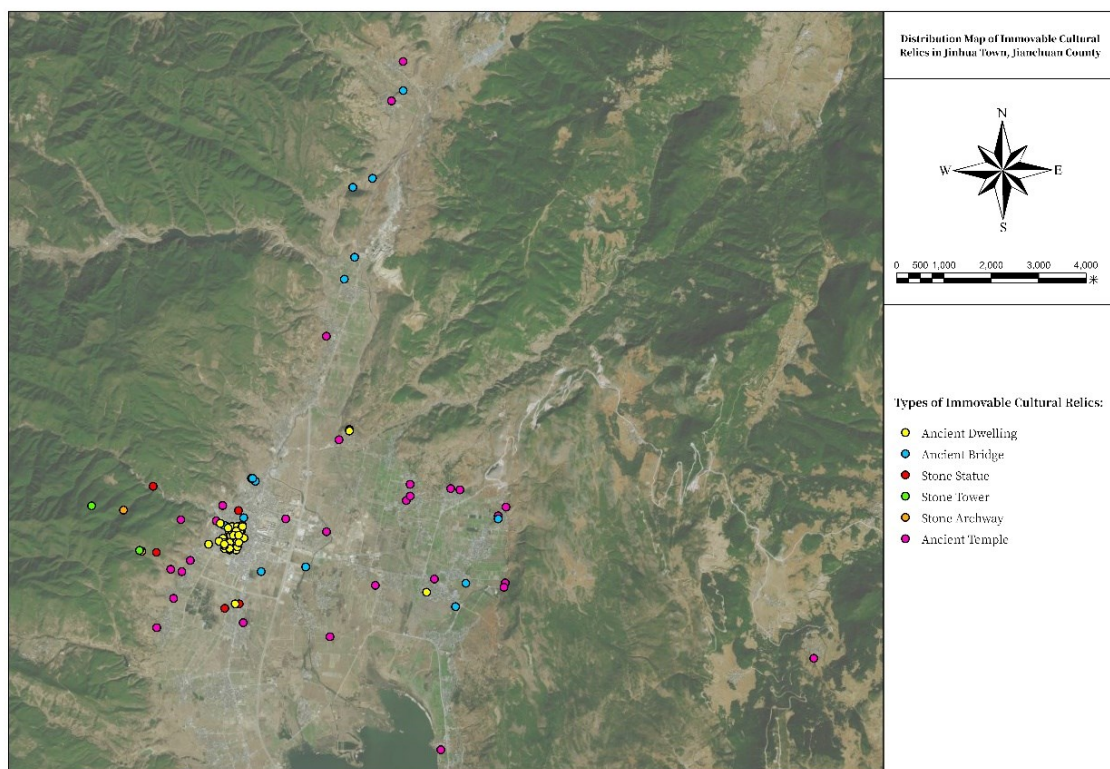 Distribution Map of Immovable Cultural
Relics in Jinhua Town, Jianchuan County
N
W
E
S
0 500 1,000 2,000 3,000 4,000
米
Types of Immovable Cultural Relics:
Ancient Dwelling
Ancient Bridge
Stone Statue
Stone Tower
Stone Archway
Ancient Temple